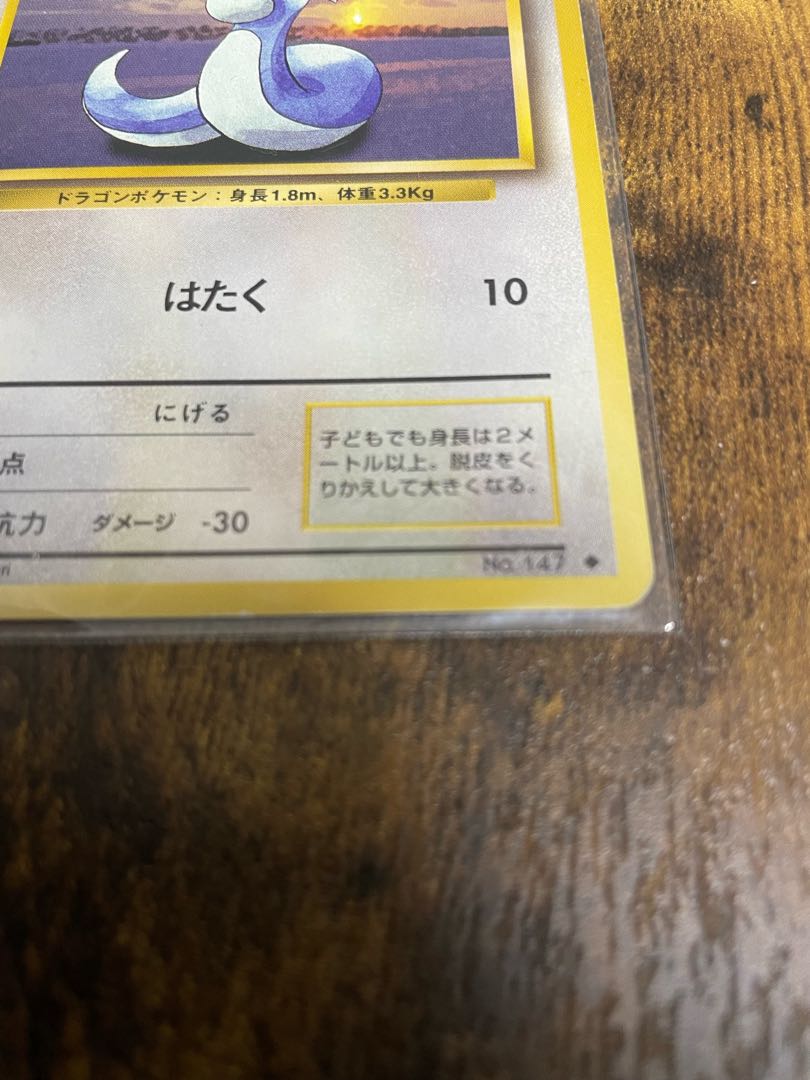 ドラゴンポケモン：身長1.8m、体重3.3Kg
はたく 10
にげる
点
抗力 ダメージ -30
子どもでも身長は2メ
ートル以上。脱皮をく
りかえして大きくなる。
ri No. 147 ◆